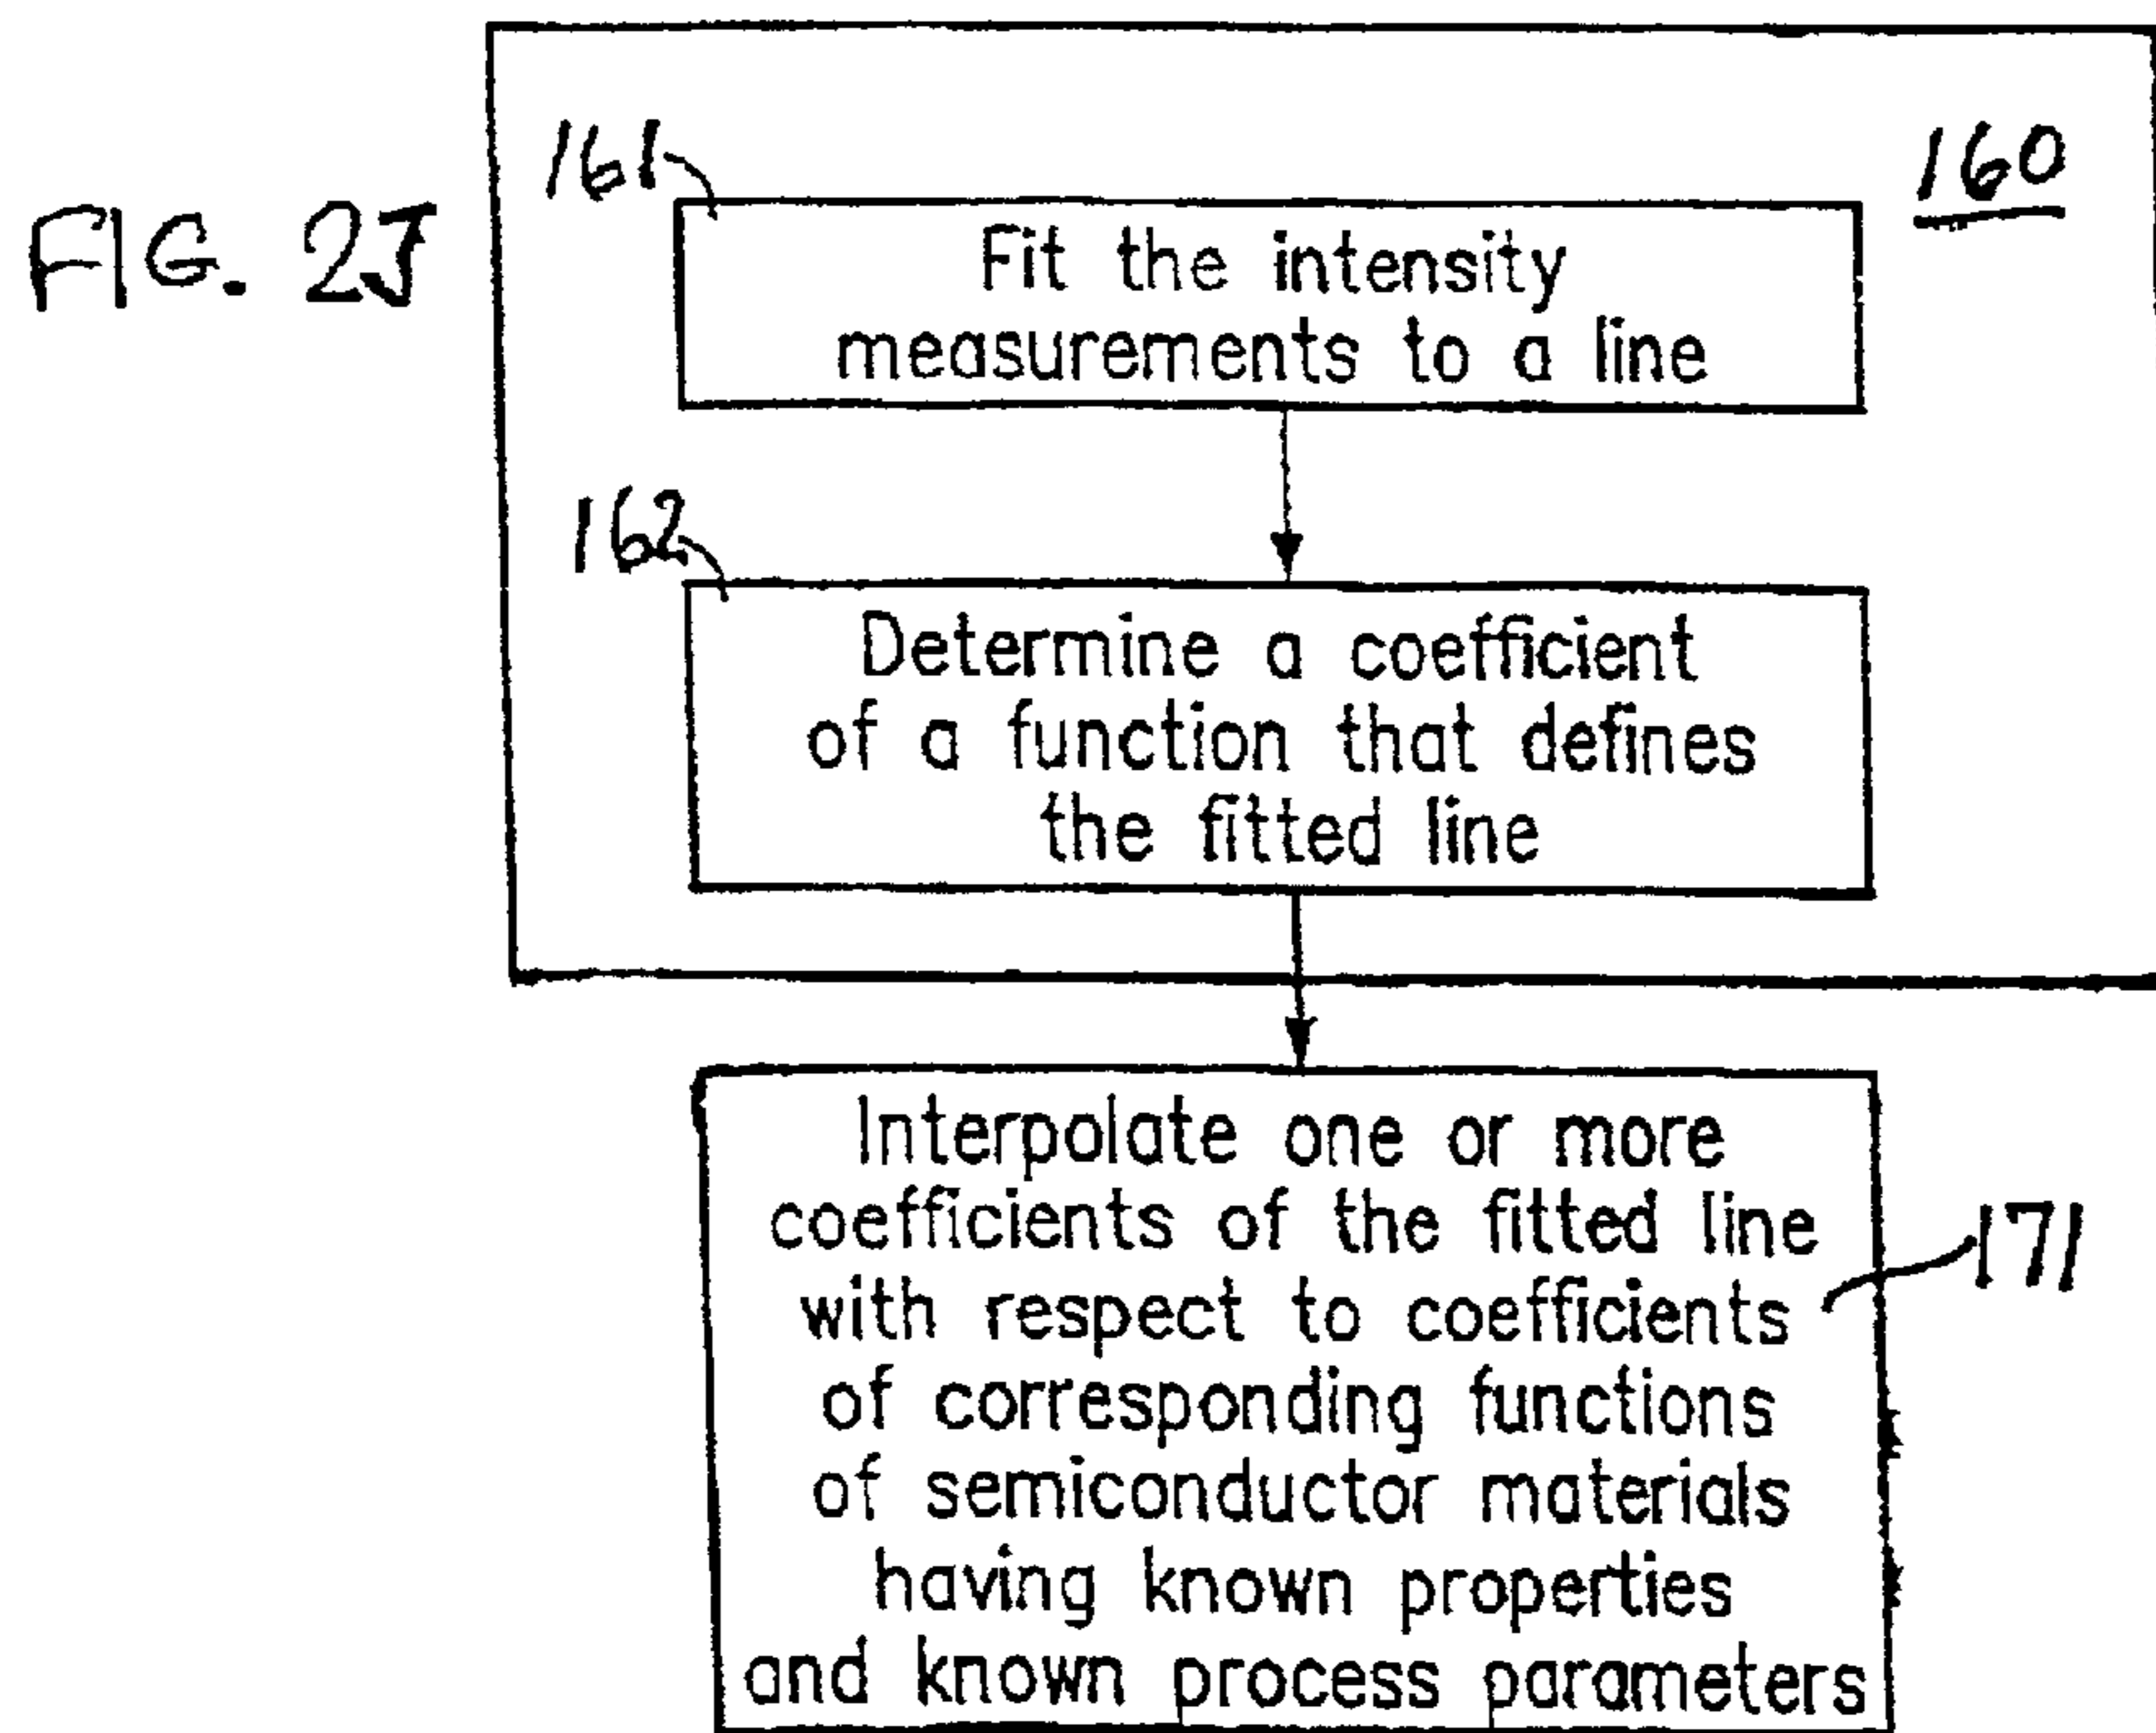 FIG. 2J
160
161
Fit the intensity
measurements to a line
162
Determine a coefficient
of a function that defines
the fitted line
Interpolate one or more
coefficients of the fitted line
with respect to coefficients
of corresponding functions
of semiconductor materials
having known properties
and known process parameters
171